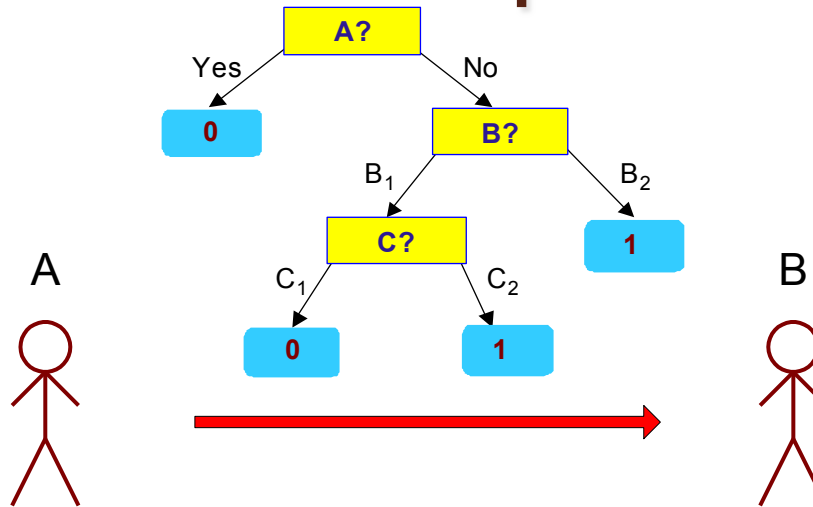 A?
Yes
No
0
B?
B₁
B₂
C?
1
A
B
C₁
C₂
0
1